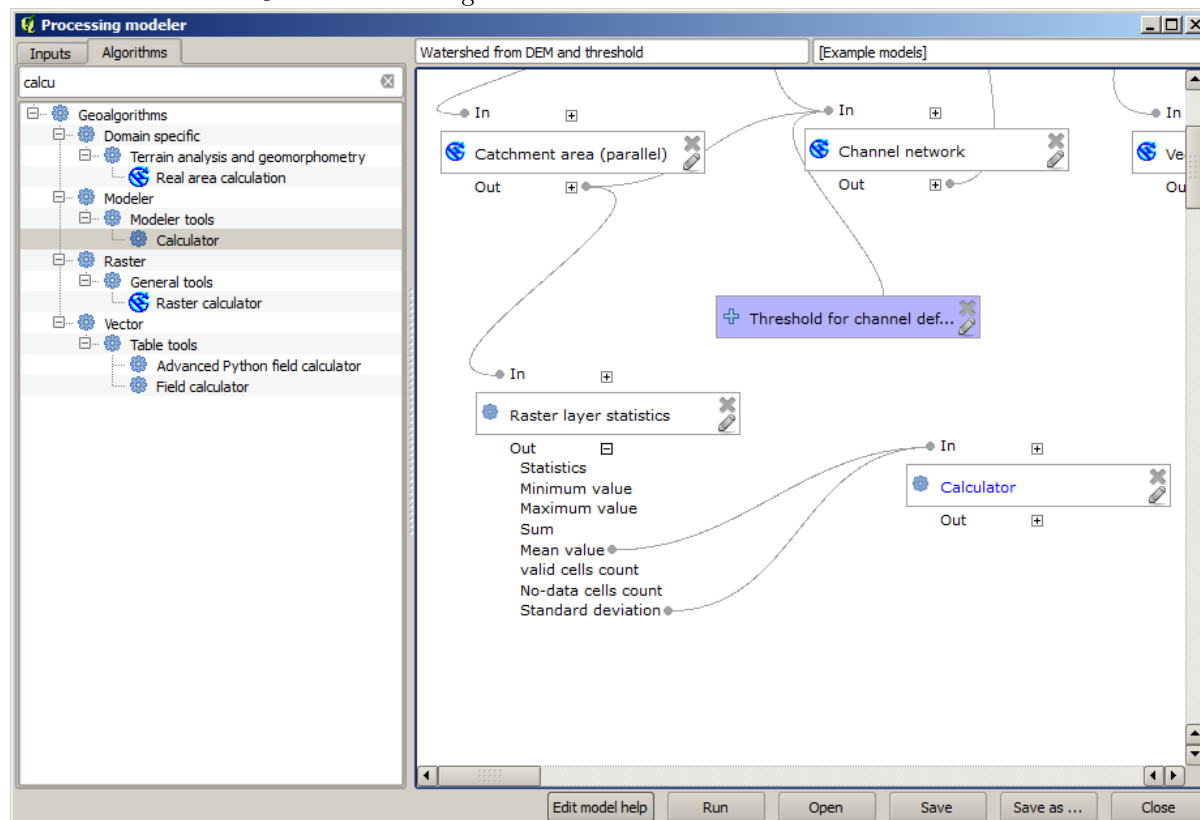 Processing modeler
Inputs
Algorithms
Watershed from DEM and threshold
[Example models]
calcu
Geoalgorithms
Domain specific
Terrain analysis and geomorphometry
Real area calculation
Modeler
Modeler tools
Calculator
Raster
General tools
Raster calculator
Vector
Table tools
Advanced Python field calculator
Field calculator
In
In
In
Catchment area (parallel)
Channel network
Ve
Out
Out
Ou
Threshold for channel def...
In
Raster layer statistics
Out
Statistics
Minimum value
Maximum value
Sum
Mean value
valid cells count
No-data cells count
Standard deviation
In
Calculator
Out
Edit model help
Run
Open
Save
Save as ...
Close